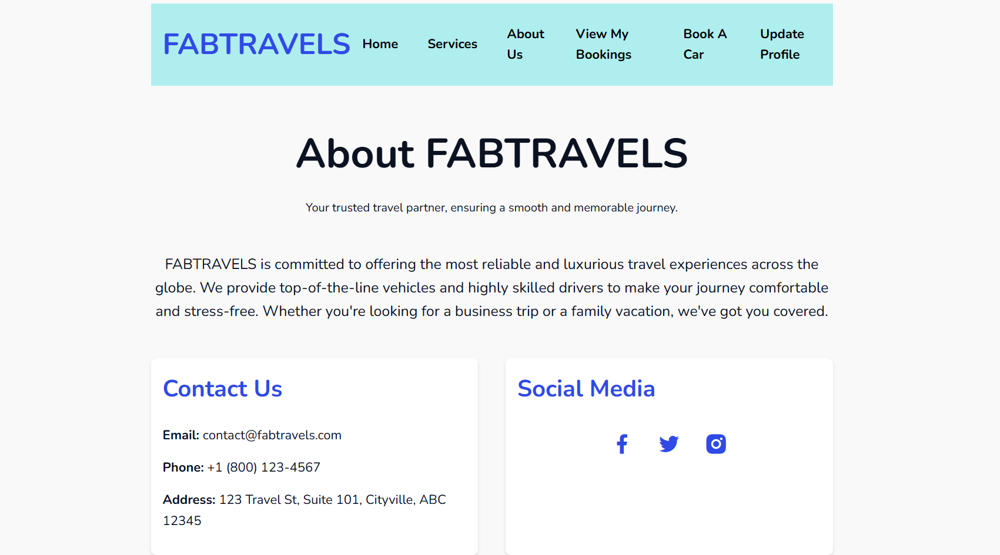 FABTRAVELS
Home
Services
About
Us
View My
Bookings
Book A
Car
Update
Profile
About FABTRAVELS
Your trusted travel partner, ensuring a smooth and memorable journey.
FABTRAVELS is committed to offering the most reliable and luxurious travel experiences across the
globe. We provide top-of-the-line vehicles and highly skilled drivers to make your journey comfortable
and stress-free. Whether you're looking for a business trip or a family vacation, we've got you covered.
Contact Us
Email: contact@fabtravels.com
Phone: +1 (800) 123-4567
Address: 123 Travel St, Suite 101, Cityville, ABC
12345
Social Media